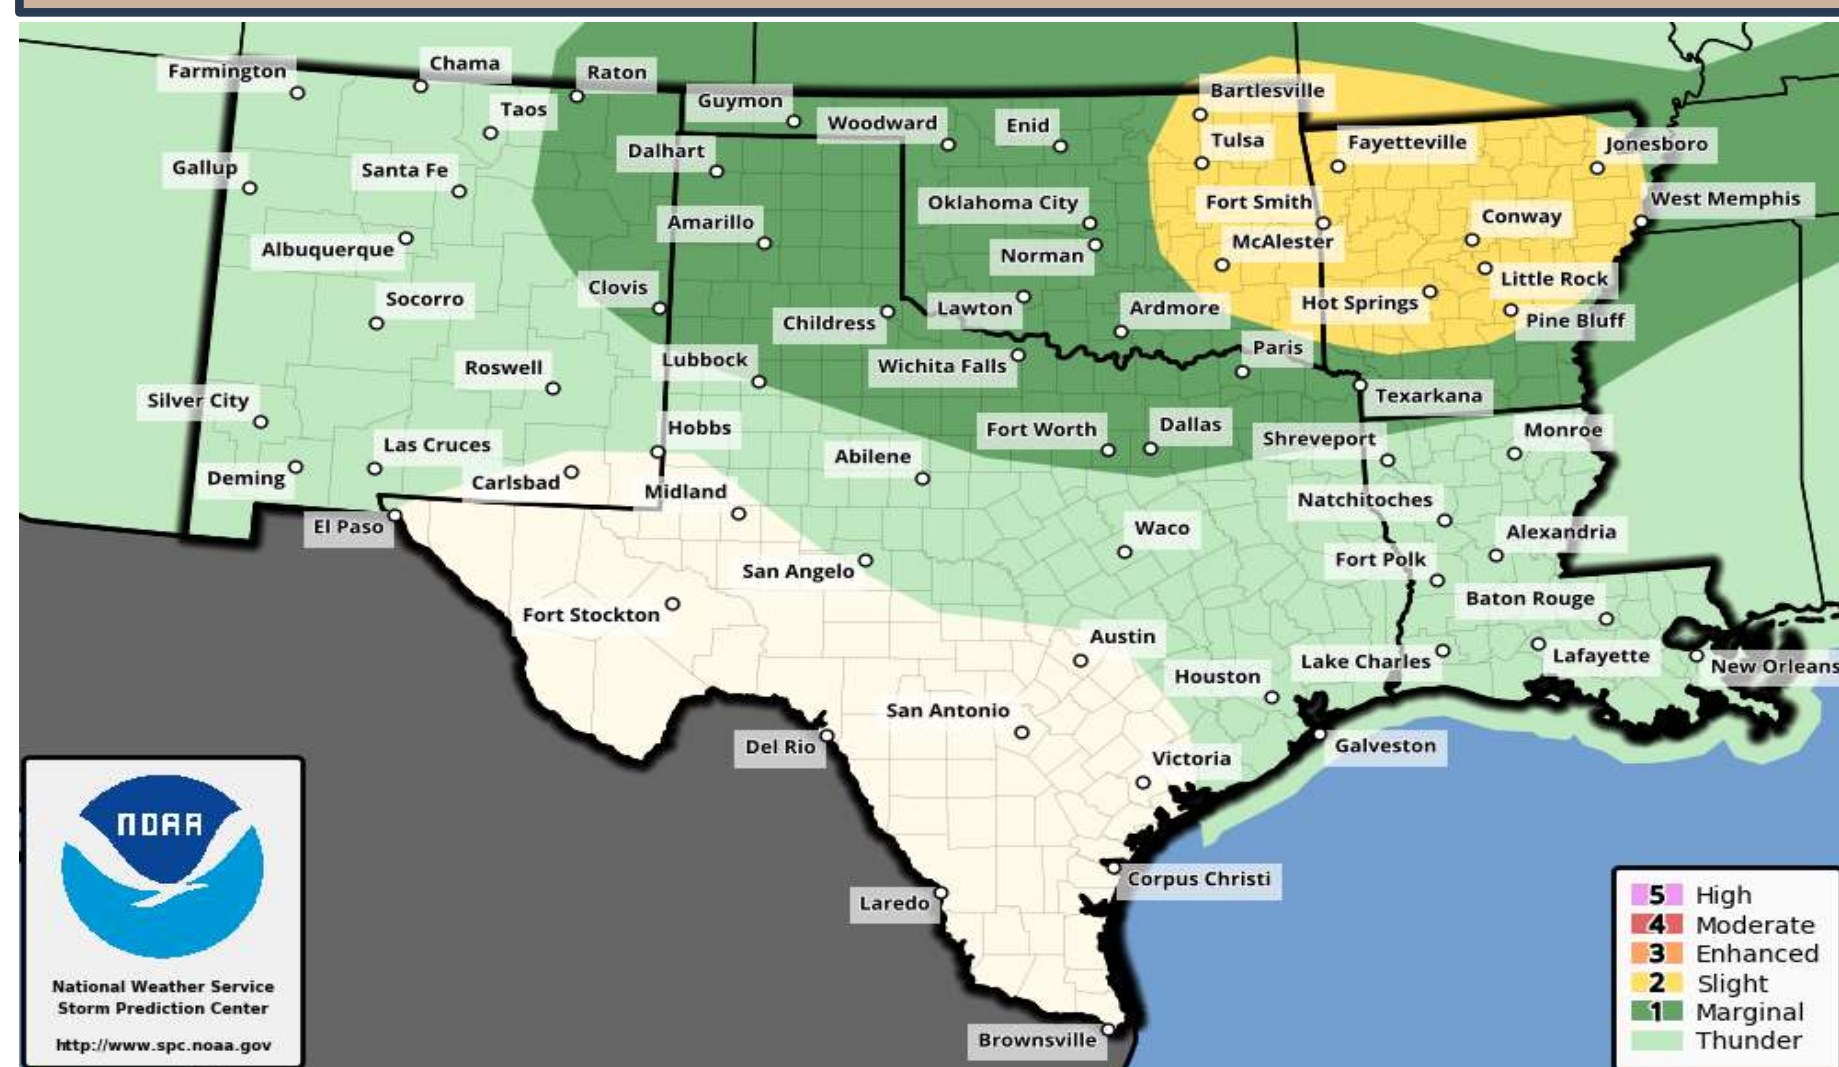 Farmington
Chama
Raton
Taos
Guymon
Woodward
Enid
Bartlesville
Tulsa
Fayetteville
Jonesboro
Gallup
Santa Fe
Dalhart
Amarillo
Oklahoma City
Norman
Fort Smith
McAlester
Conway
West Memphis
Albuquerque
Socorro
Clovis
Childress
Lawton
Ardmore
Hot Springs
Little Rock
Pine Bluff
Roswell
Lubbock
Wichita Falls
Paris
Texarkana
Silver City
Las Cruces
Hobbs
Abilene
Fort Worth
Dallas
Shreveport
Monroe
Deming
Carlsbad
Midland
El Paso
Natchitoches
Waco
Alexandria
San Angelo
Fort Polk
Fort Stockton
Baton Rouge
Austin
Lake Charles
Lafayette
New Orleans
Houston
San Antonio
Del Rio
Victoria
Galveston
Laredo
Corpus Christi
Brownsville
NOAA
National Weather Service
Storm Prediction Center
http://www.spc.noaa.gov
5 High
4 Moderate
3 Enhanced
2 Slight
1 Marginal
Thunder